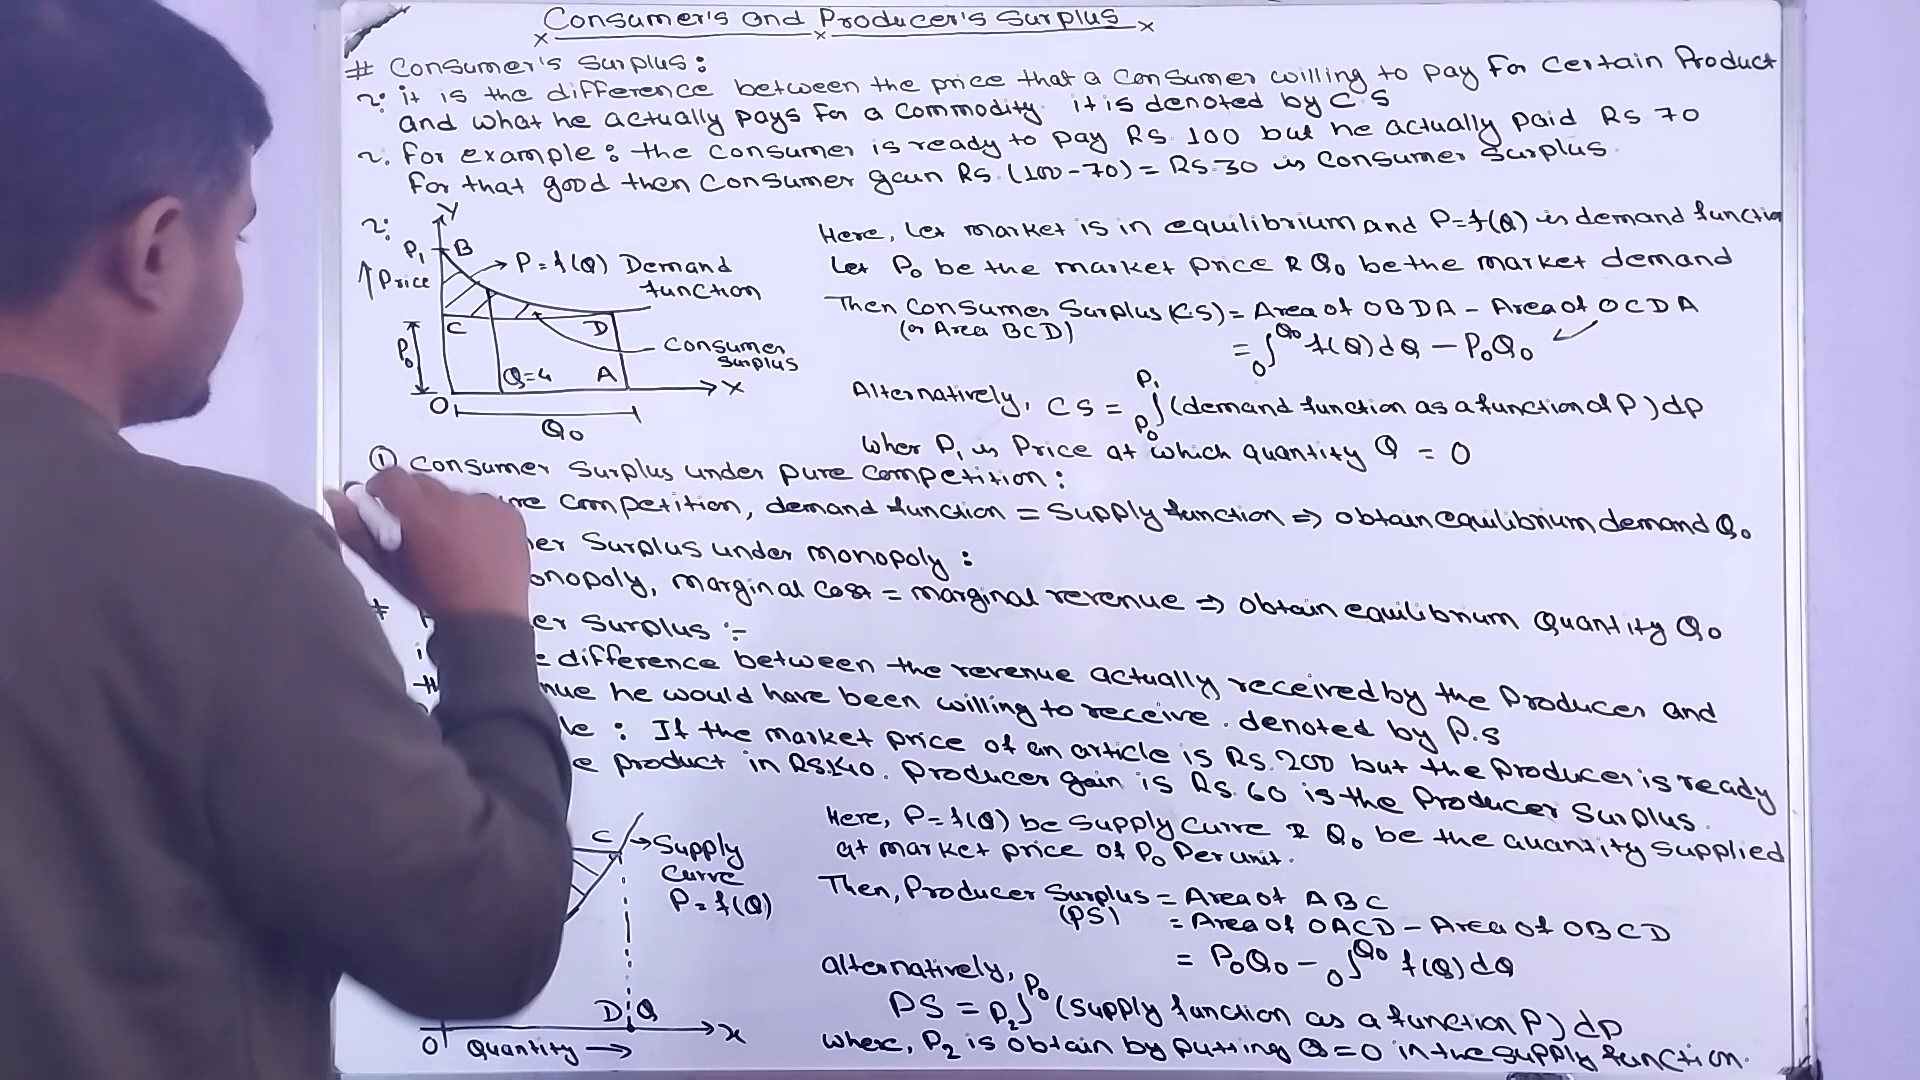 Consumer's and Producer's Surplus
# Consumer's Surplus :
it is the difference between the price that a consumer willing to pay for certain Product
and what he actually pays for a commodity. it is denoted by C.S
for example : the consumer is ready to pay Rs. 100 but he actually paid Rs 70
for that good then consumer gain Rs. (100-70) = Rs.30 is consumer surplus.
Y
P₁ B
↑ Price
P = f(Q) Demand
function
C D
P₀
Consumer
Surplus
Q=4 A
X
O
Q₀
Here, Let market is in equilibrium and P=f(Q) is demand function
Let P₀ be the market price & Q₀ be the market demand
Then Consumer Surplus (CS) = Area of OBDA - Area of OCDA
(or Area BCD)
= ₀∫^Q₀ f(Q)dQ - P₀Q₀
Alternatively, CS = P₀∫^P₁ (demand function as a function of P) dp
Wher P₁ is Price at which quantity Q = 0
① Consumer Surplus under pure competition :
competition, demand function = Supply function ⇒ obtain equilibrium demand Q₀
Surplus under monopoly :
marginal cost = marginal revenue ⇒ obtain equilibrium Quantity Q₀
Surplus :-
difference between the revenue actually received by the Producer and
he would have been willing to receive. denoted by P.S
: If the market price of an article is Rs. 200 but the Producer is ready
product in Rs.140. Producer gain is Rs. 60 is the Producer Surplus.
C → Supply
Curve
P = f(Q)
D Q
O X
Quantity →
Here, P = f(Q) be Supply Curve & Q₀ be the quantity supplied
at market price of P₀ Per unit.
Then, Producer Surplus = Area of ABC
(PS) = Area of OACD - Area of OBCD
= P₀Q₀ - ₀∫^Q₀ f(Q)dQ
alternatively,
PS = P₂∫^P₀ (Supply function as a function P) dp
where, P₂ is obtain by putting Q=0 in the supply function.